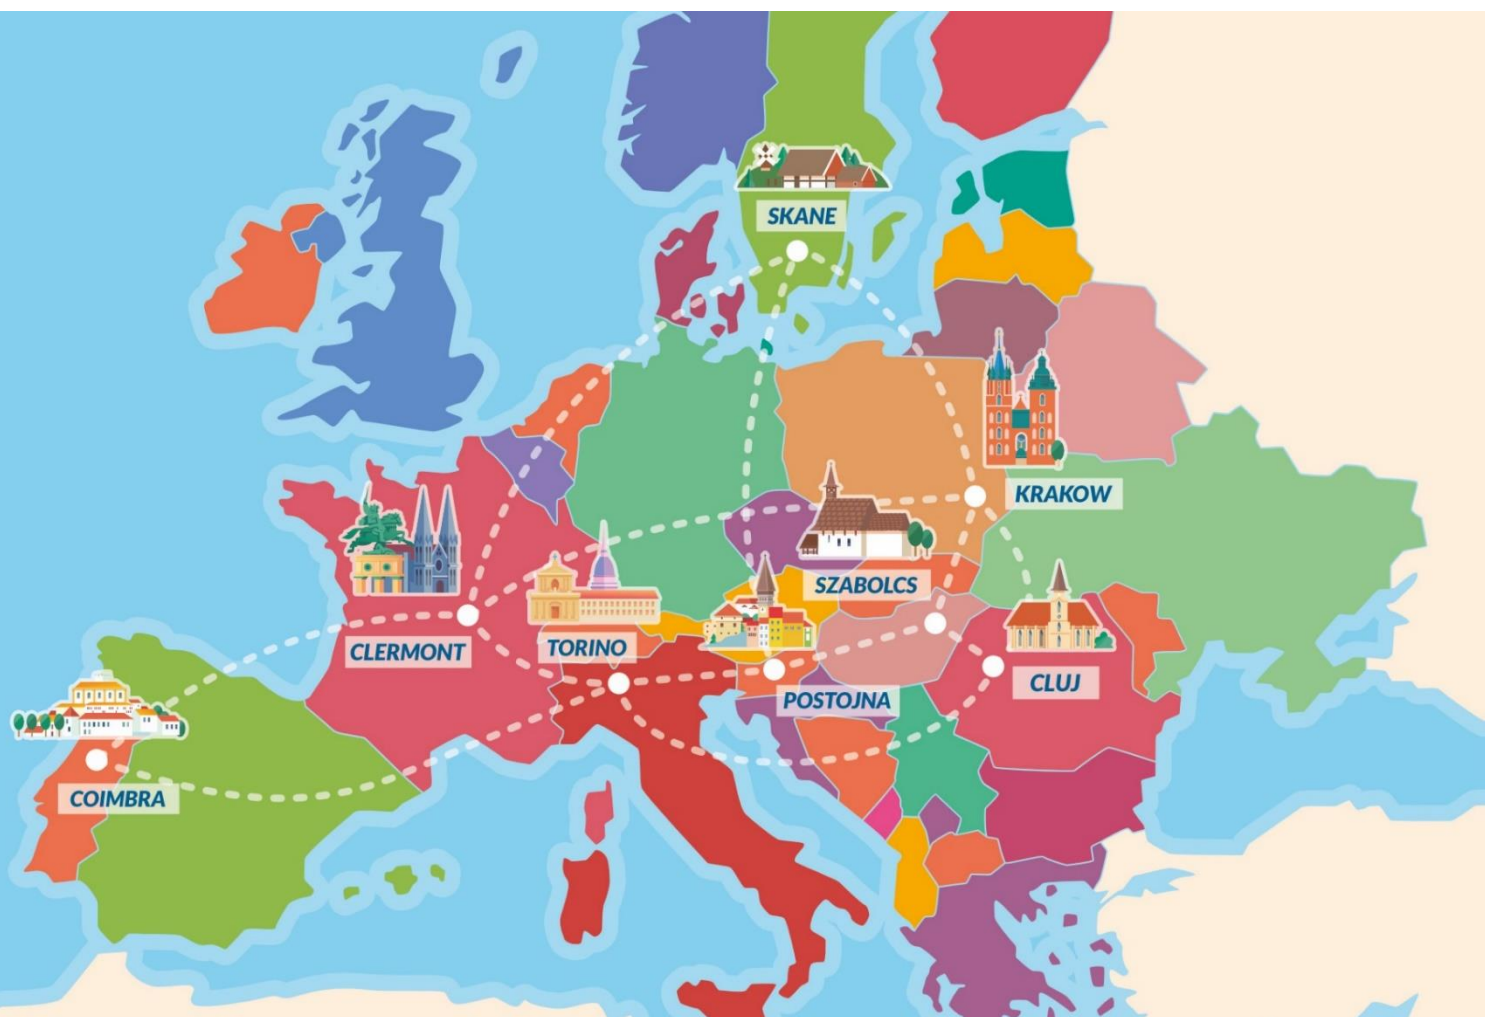 SKANE
KRAKOW
SZABOLCS
CLERMONT
TORINO
CLUJ
POSTOJNA
COIMBRA